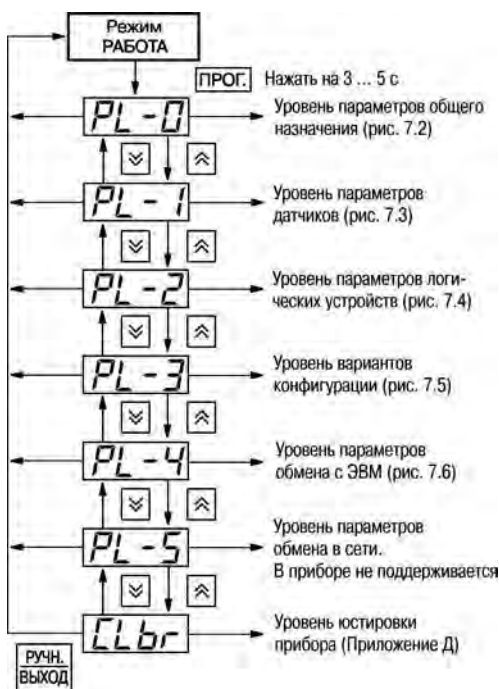 Режим
РАБОТА
ПРОГ. Нажать на 3 ... 5 с
PL-0
Уровень параметров общего
назначения (рис. 7.2)
PL-1
Уровень параметров
датчиков (рис. 7.3)
PL-2
Уровень параметров логи-
ческих устройств (рис. 7.4)
PL-3
Уровень вариантов
конфигурации (рис. 7.5)
PL-4
Уровень параметров
обмена с ЭВМ (рис. 7.6)
PL-5
Уровень параметров
обмена в сети.
В приборе не поддерживается
CLbr
Уровень юстировки
прибора (Приложение Д)
РУЧН.
ВЫХОД